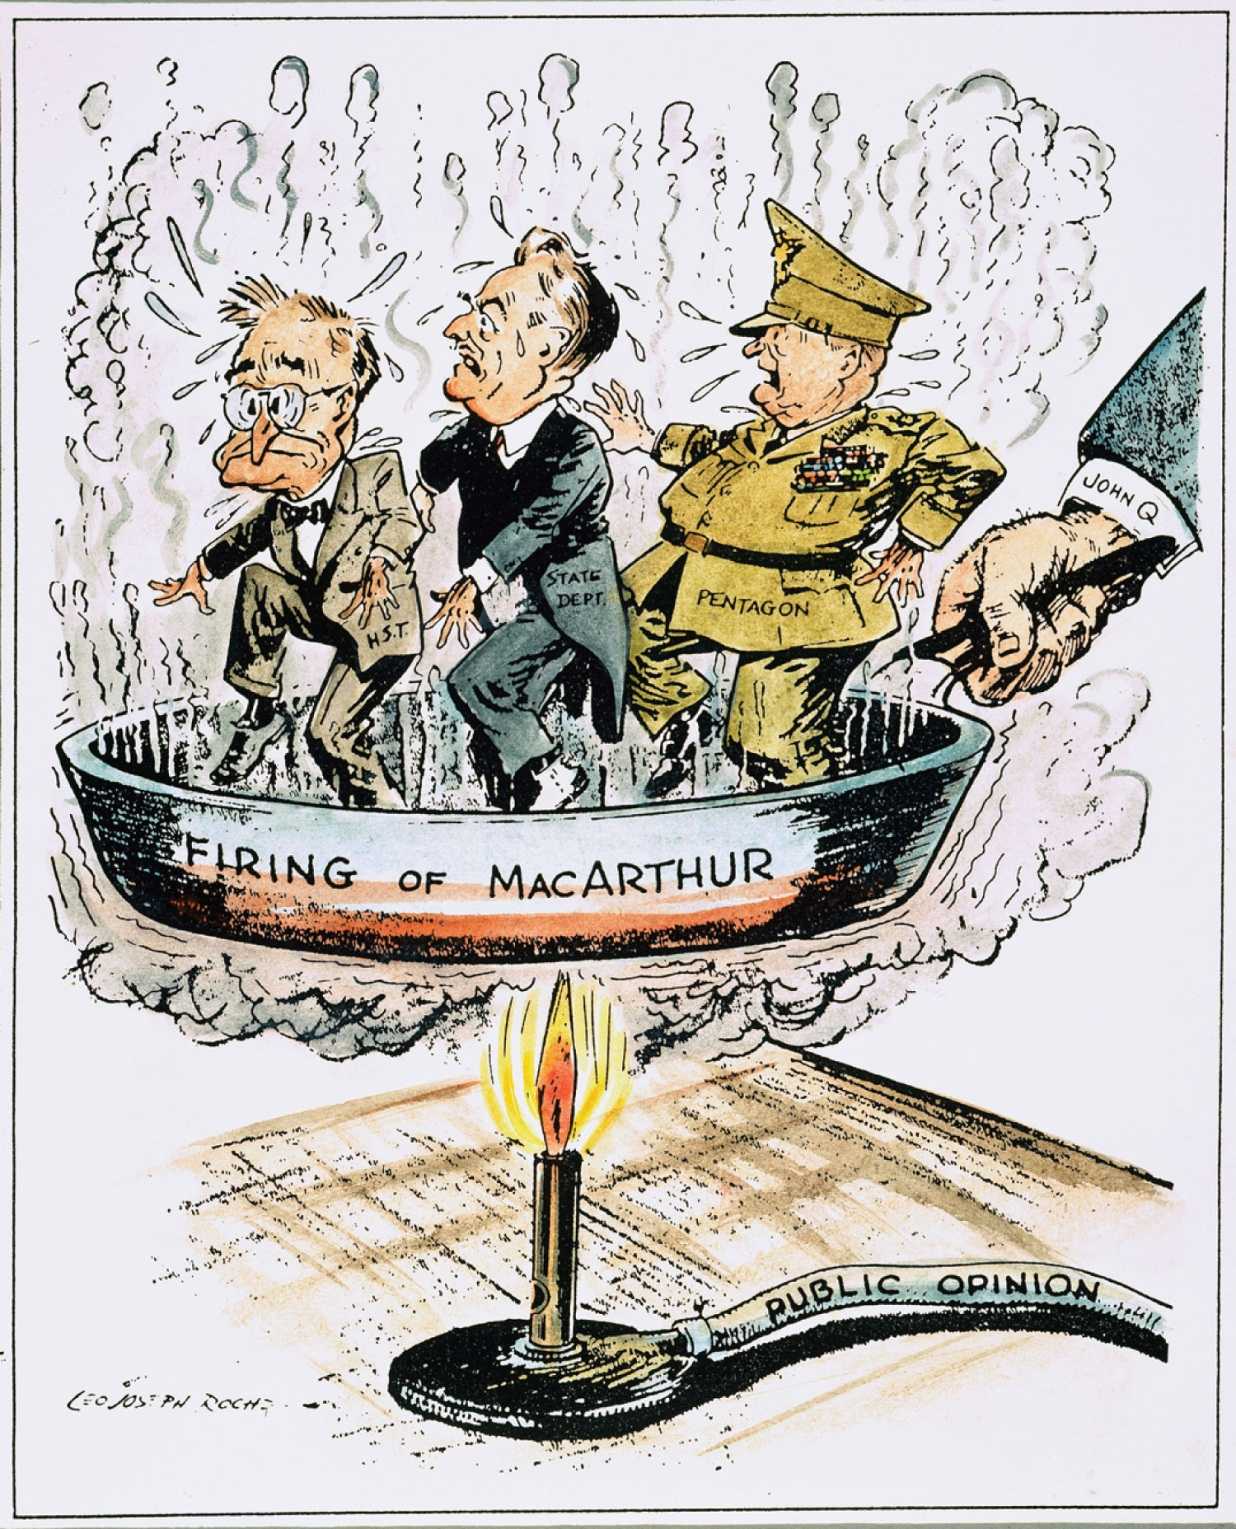 JOHN Q
STATE
DEPT.
PENTAGON
H.S.T.
FIRING OF MACARTHUR
PUBLIC OPINION
LEO JOSEPH ROCHE